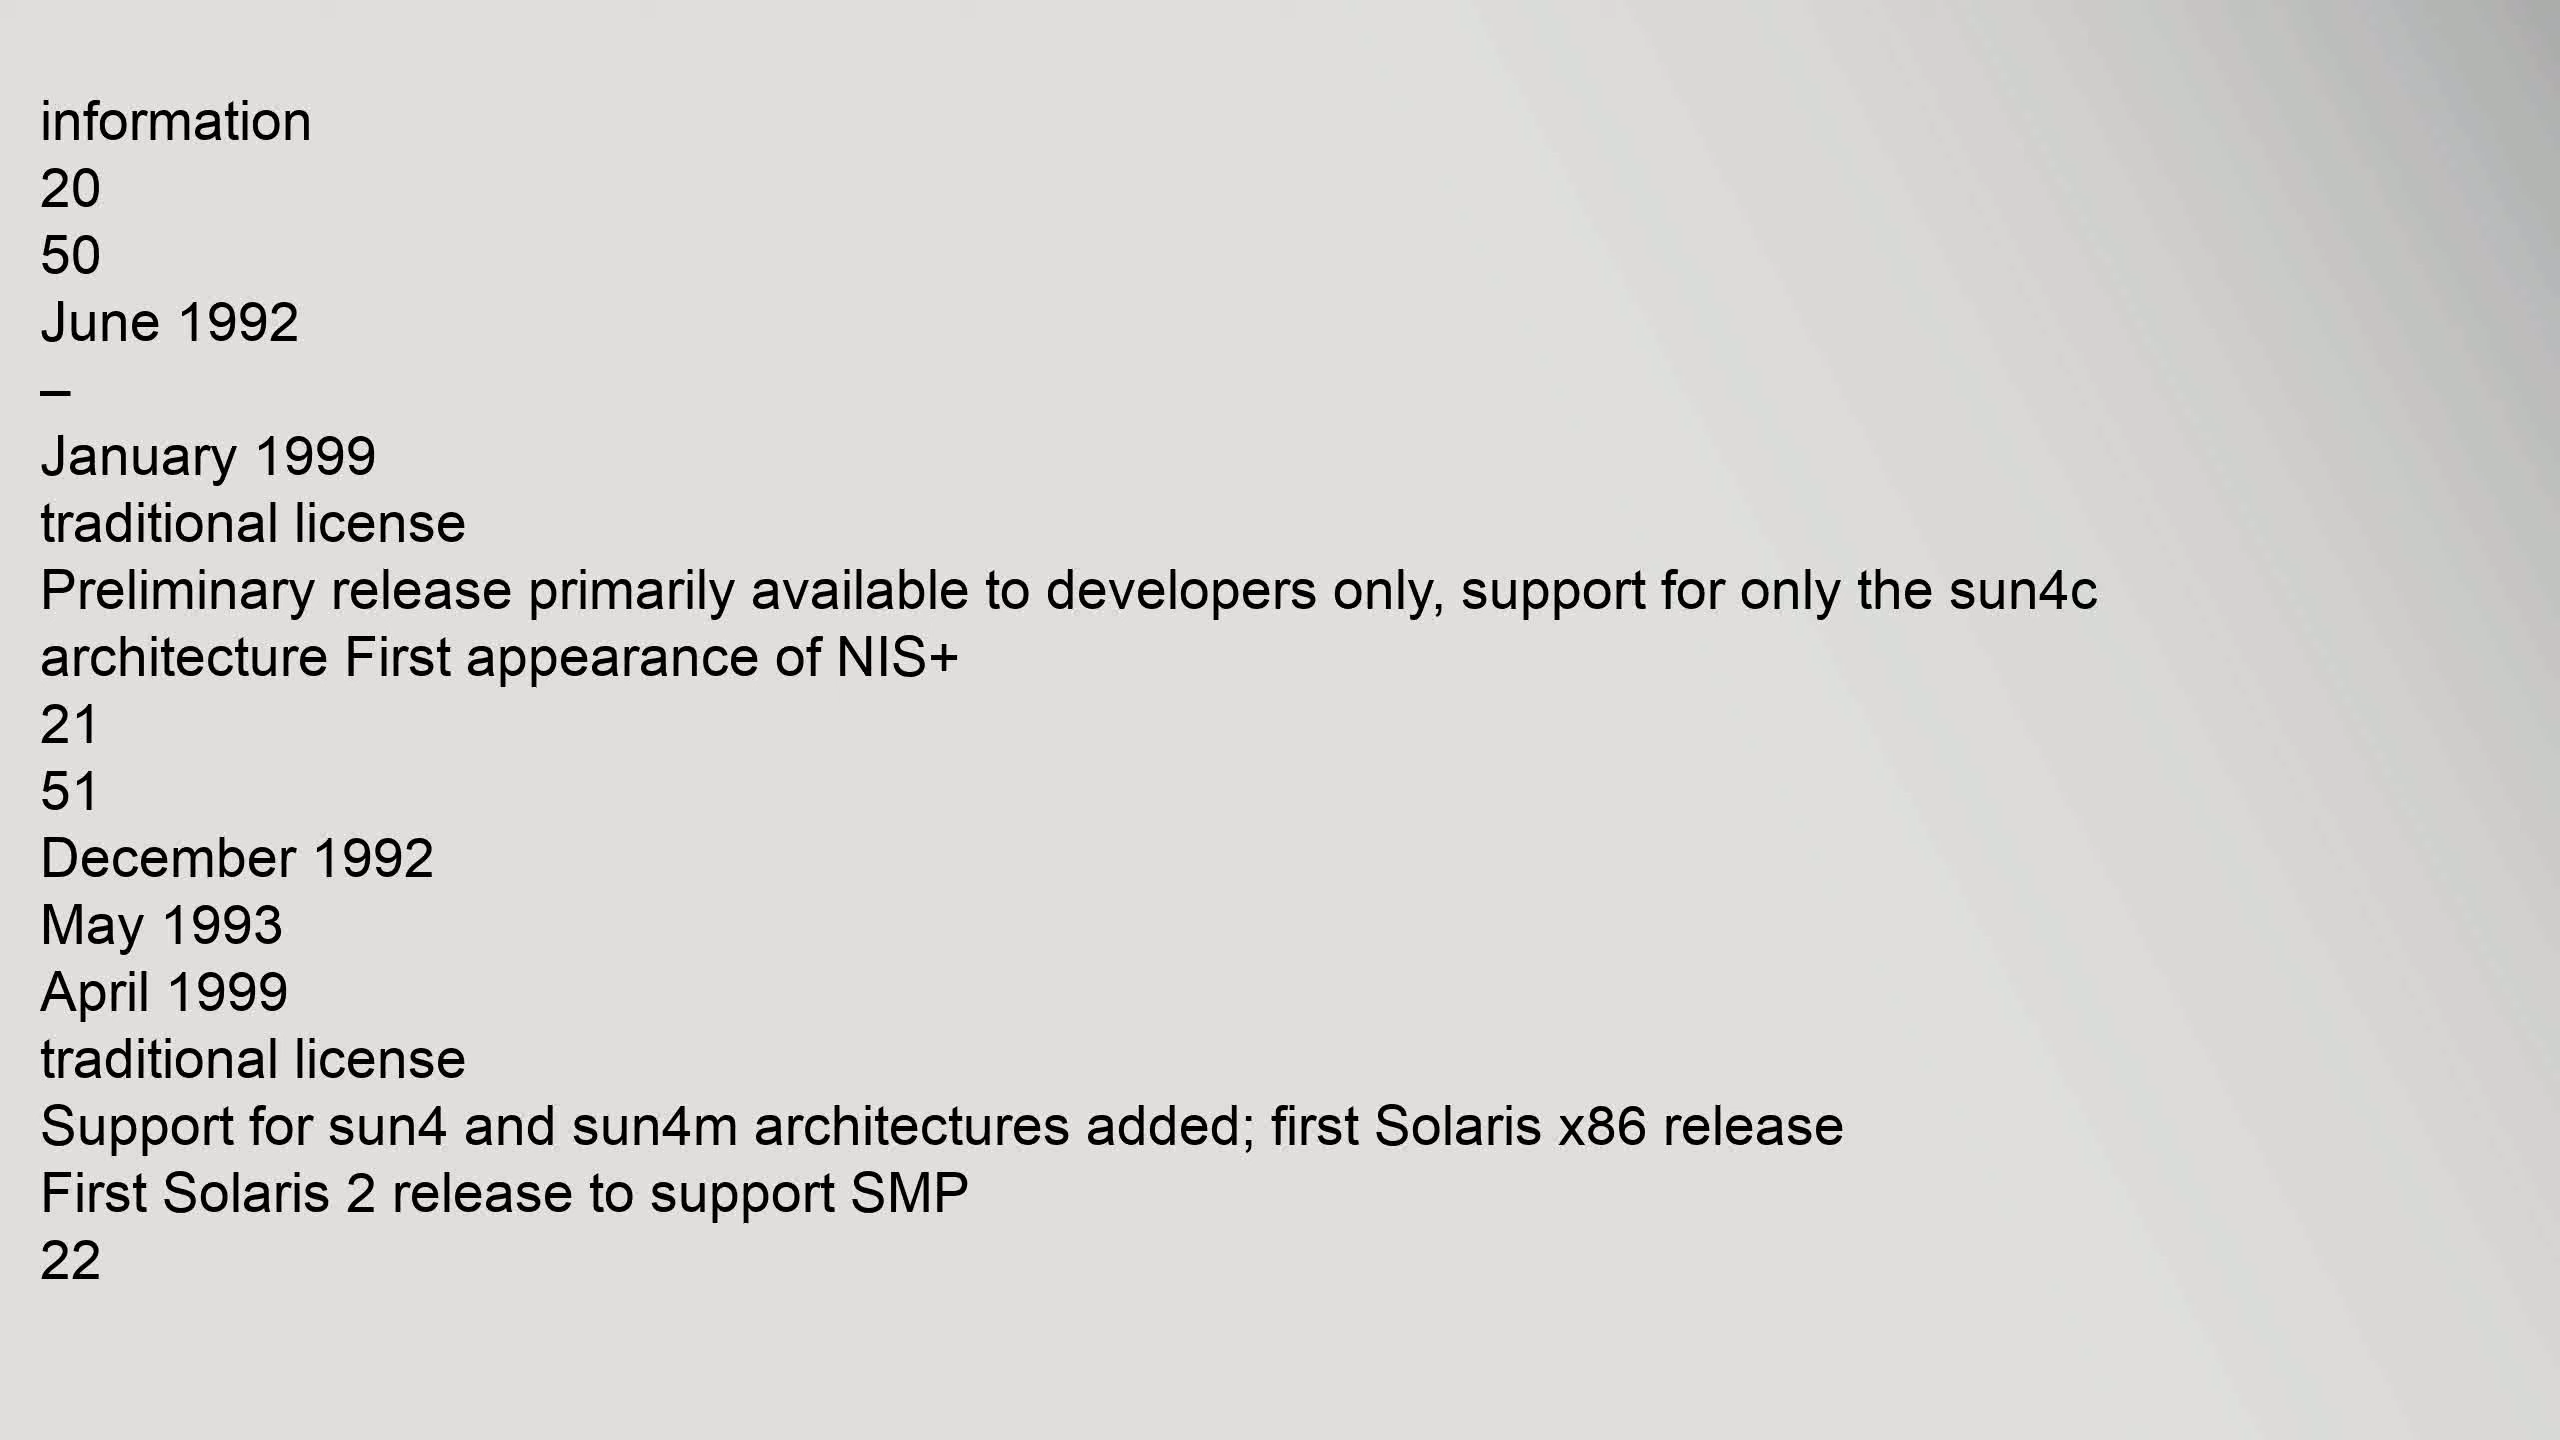 information
20
50
June 1992
–
January 1999
traditional license
Preliminary release primarily available to developers only, support for only the sun4c
architecture First appearance of NIS+
21
51
December 1992
May 1993
April 1999
traditional license
Support for sun4 and sun4m architectures added; first Solaris x86 release
First Solaris 2 release to support SMP
22